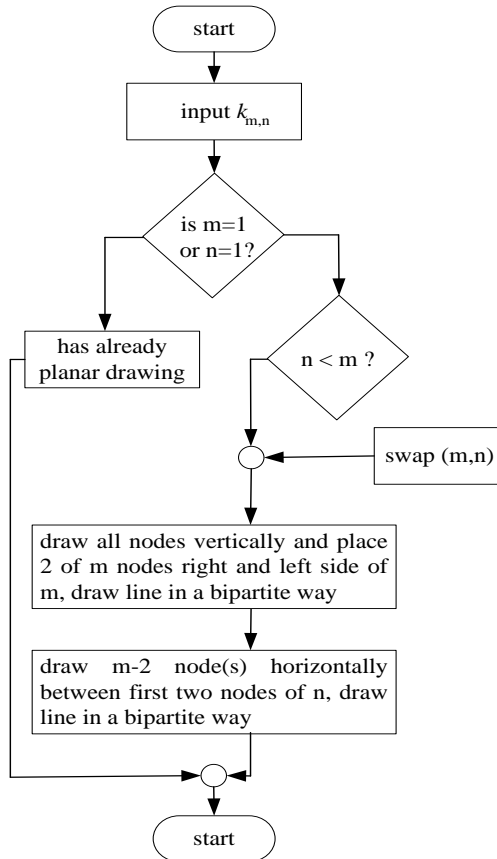 start
input k_m,n
is m=1
or n=1?
has already
planar drawing
n < m ?
swap (m,n)
draw all nodes vertically and place
2 of m nodes right and left side of
m, draw line in a bipartite way
draw m-2 node(s) horizontally
between first two nodes of n, draw
line in a bipartite way
start